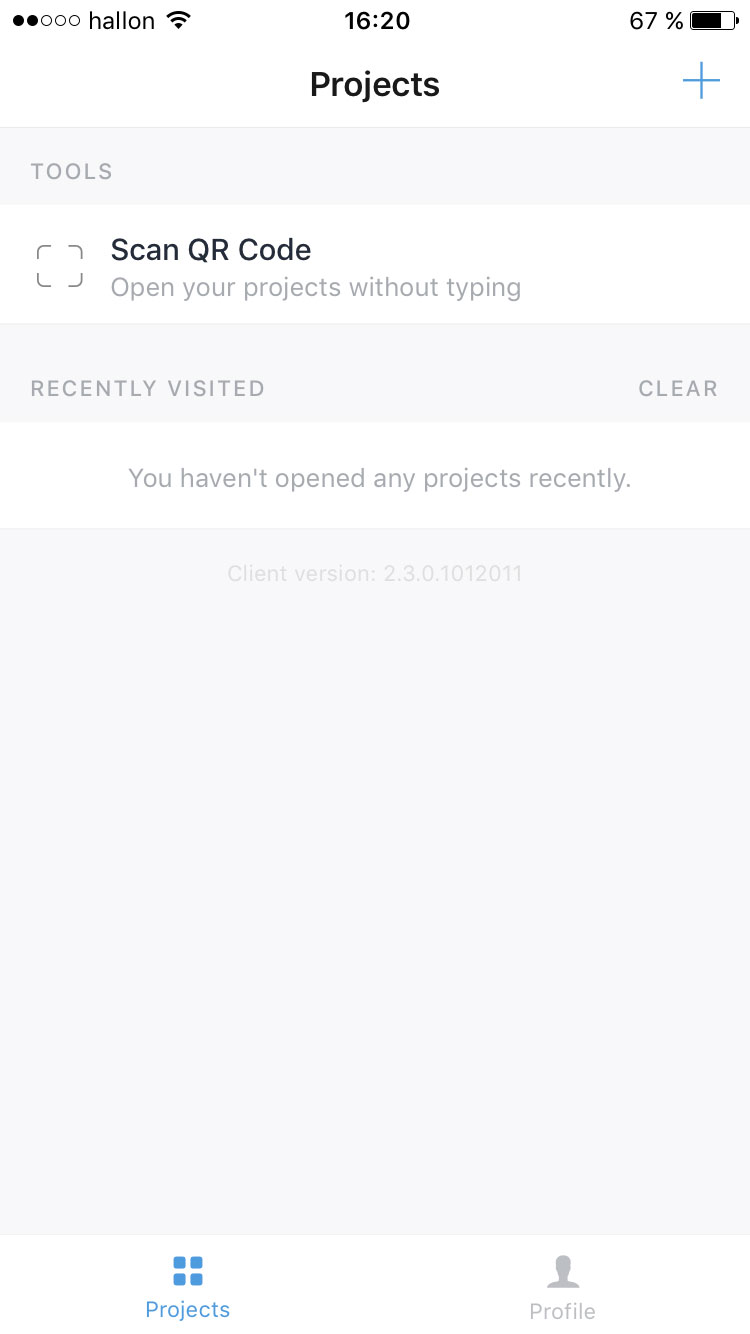 hallon 16:20 67 %
Projects
TOOLS
Scan QR Code
Open your projects without typing
RECENTLY VISITED CLEAR
You haven't opened any projects recently.
Client version: 2.3.0.1012011
Projects Profile